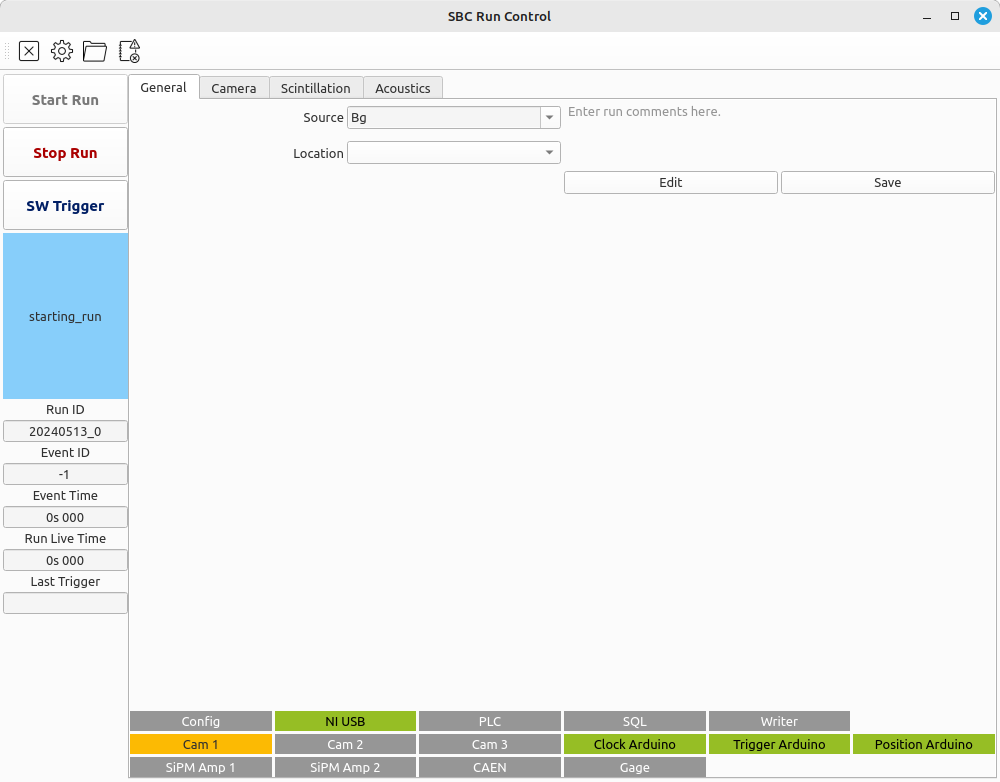 SBC Run Control
Start Run
Stop Run
SW Trigger
starting_run
Run ID
20240513_0
Event ID
-1
Event Time
0s 000
Run Live Time
0s 000
Last Trigger
General Camera Scintillation Acoustics
Source Bg
Enter run comments here.
Location
Edit Save
Config NI USB PLC SQL Writer
Cam 1 Cam 2 Cam 3 Clock Arduino Trigger Arduino Position Arduino
SiPM Amp 1 SiPM Amp 2 CAEN Gage